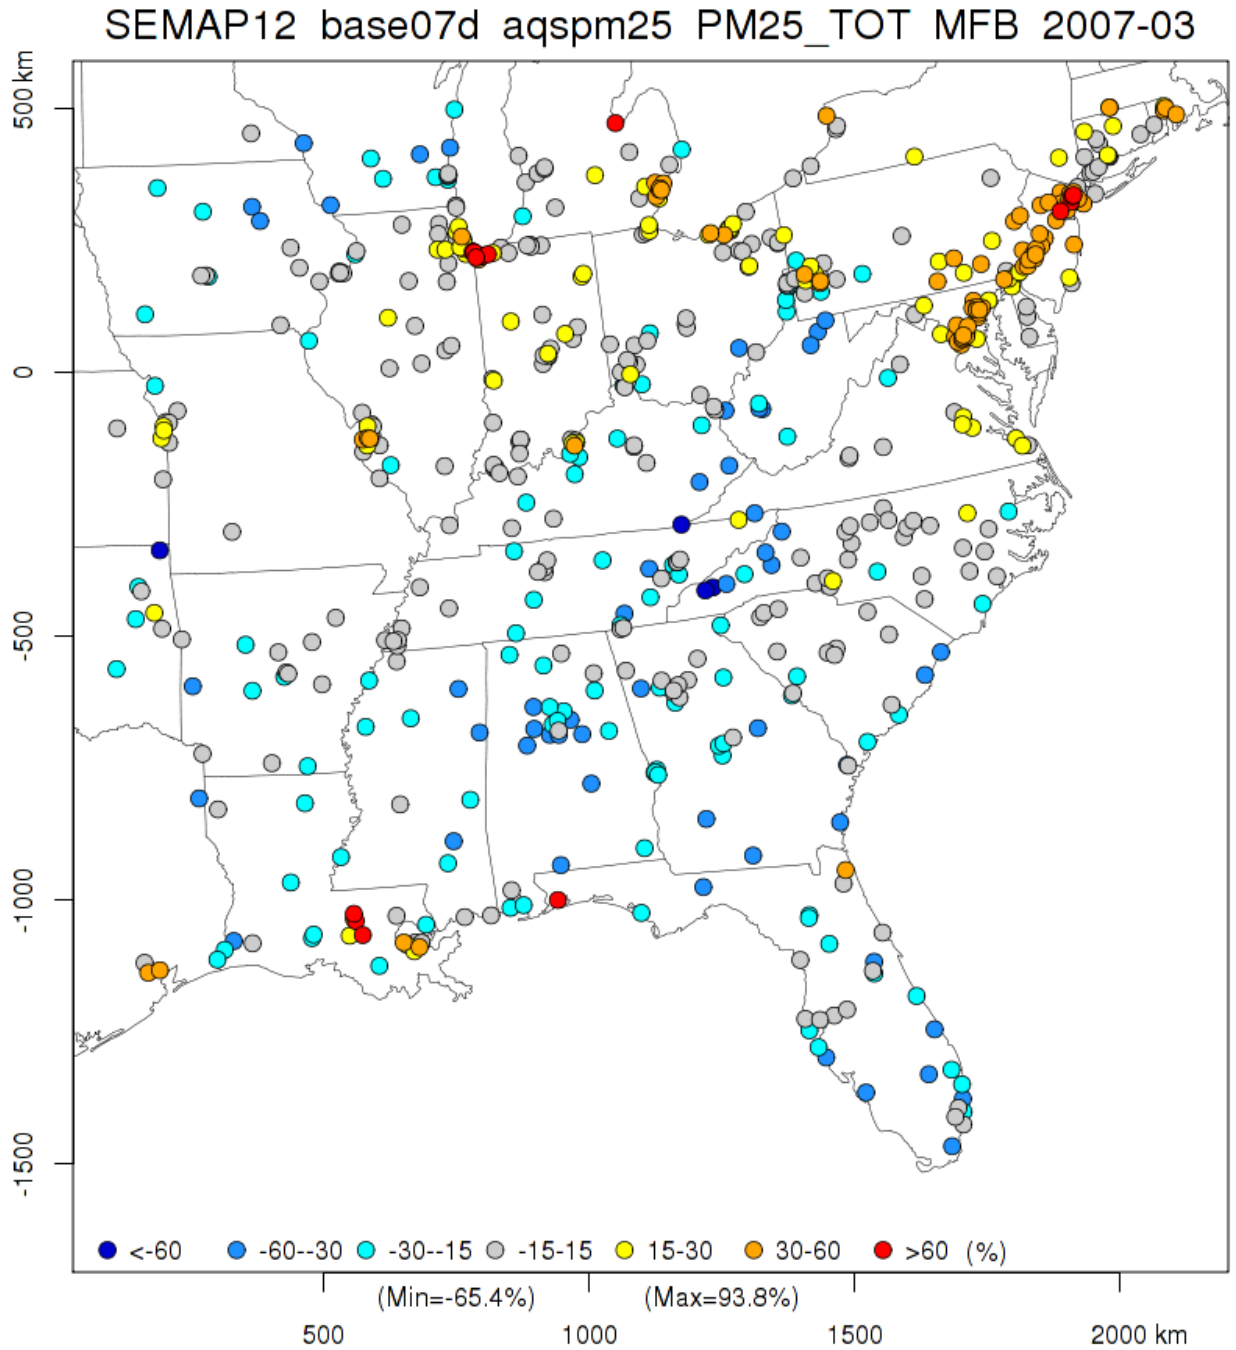 SEMAP12 base07d aqspm25 PM25_TOT MFB 2007-03
500 km
0
-500
-1000
-1500
<-60 -60--30 -30--15 -15-15 15-30 30-60 >60 (%)
(Min=-65.4%) (Max=93.8%)
500 1000 1500 2000 km